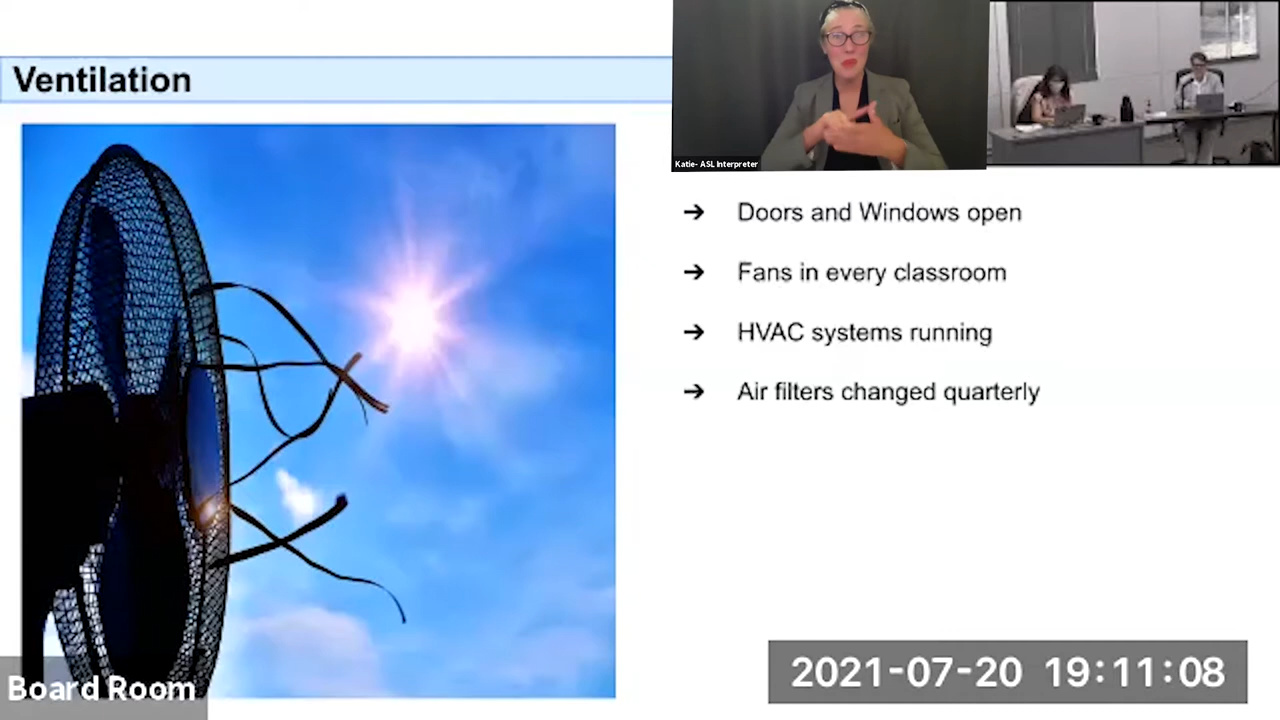 Ventilation
Katie- ASL Interpreter
➔ Doors and Windows open
➔ Fans in every classroom
➔ HVAC systems running
➔ Air filters changed quarterly
Board Room
2021-07-20 19:11:08